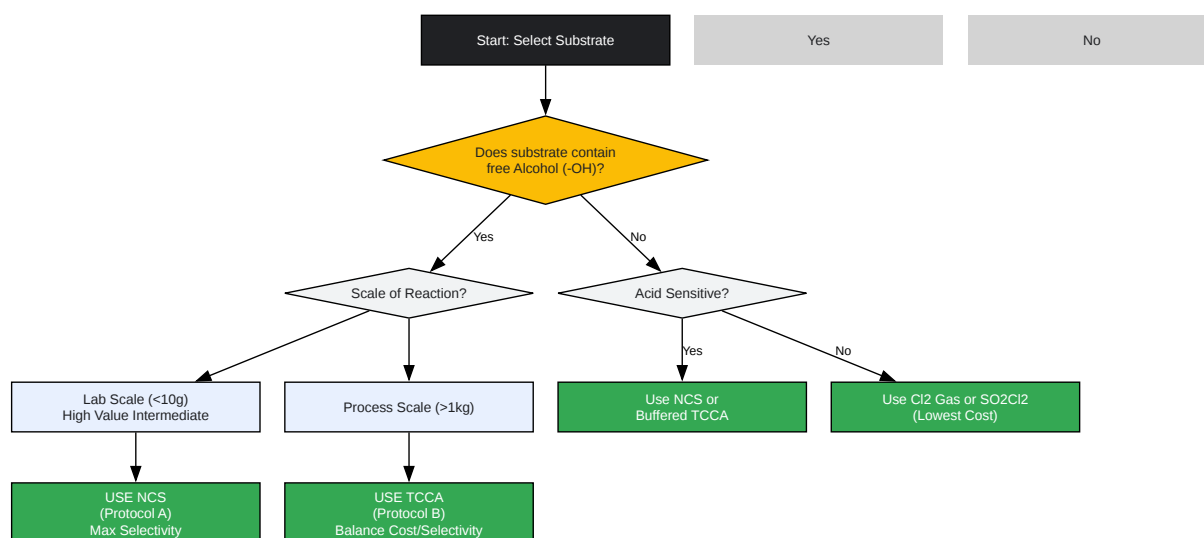 Start: Select Substrate
Yes
No
Does substrate contain
free Alcohol (-OH)?
Yes
No
Scale of Reaction?
Acid Sensitive?
Yes
No
Lab Scale (<10g)
High Value Intermediate
Process Scale (>1kg)
Use NCS or
Buffered TCCA
Use Cl2 Gas or SO2Cl2
(Lowest Cost)
USE NCS
(Protocol A)
Max Selectivity
USE TCCA
(Protocol B)
Balance Cost/Selectivity